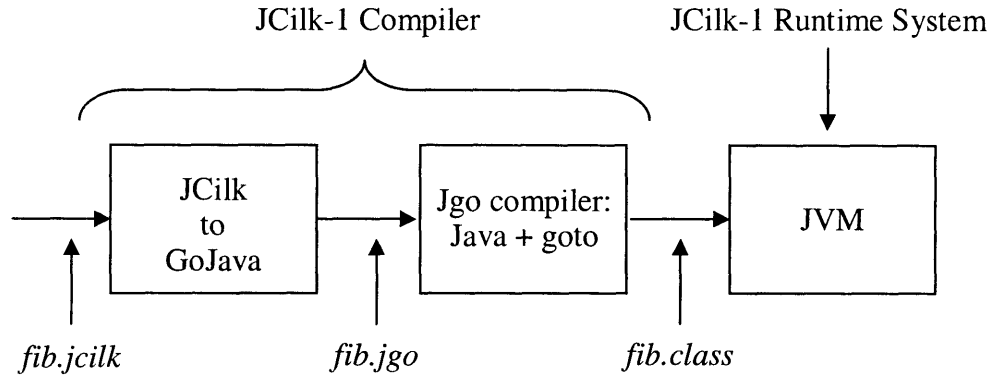 JCilk-1 Compiler
JCilk-1 Runtime System
JCilk
to
GoJava
Jgo compiler:
Java + goto
JVM
fib.jcilk
fib.jgo
fib.class